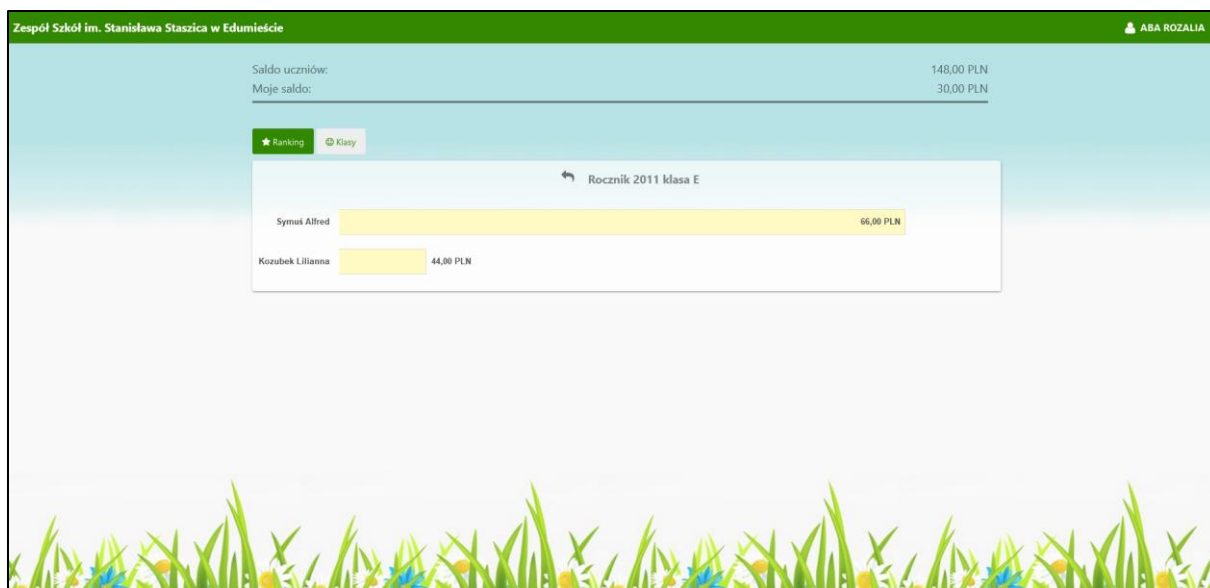 Zespół Szkół im. Stanisława Staszica w Edumieście
ABA ROZALIA
Saldo uczniów: 148,00 PLN
Moje saldo: 30,00 PLN
Ranking Klasy
Rocznik 2011 klasa E
Symuś Alfred 66,00 PLN
Kozubek Lilianna 44,00 PLN